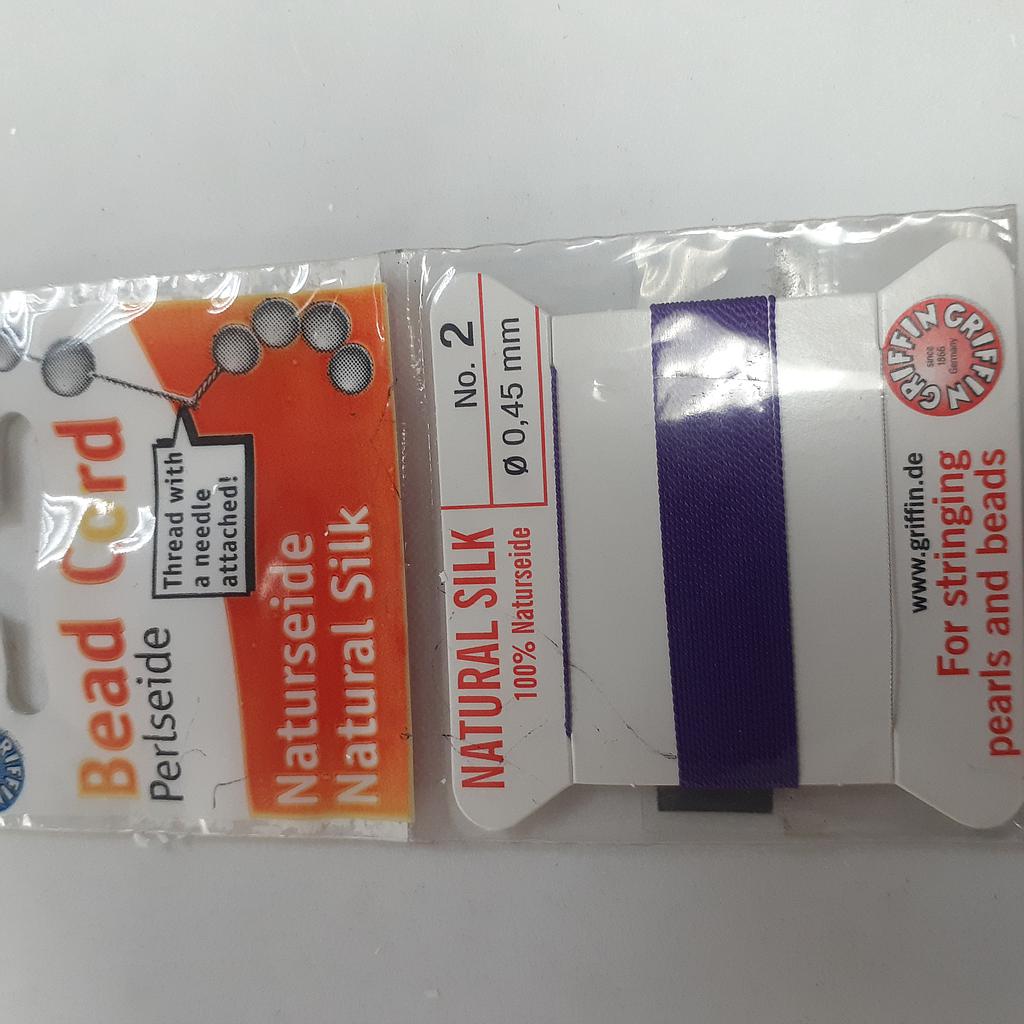 Bead Cord
Perlseide
Thread with
a needle
attached!
Naturseide
Natural Silk
NATURAL SILK
100% Naturseide
No. 2
Ø 0,45 mm
GRIFFIN GRIFFIN
since
1866
Germany
www.griffin.de
For stringing
pearls and beads